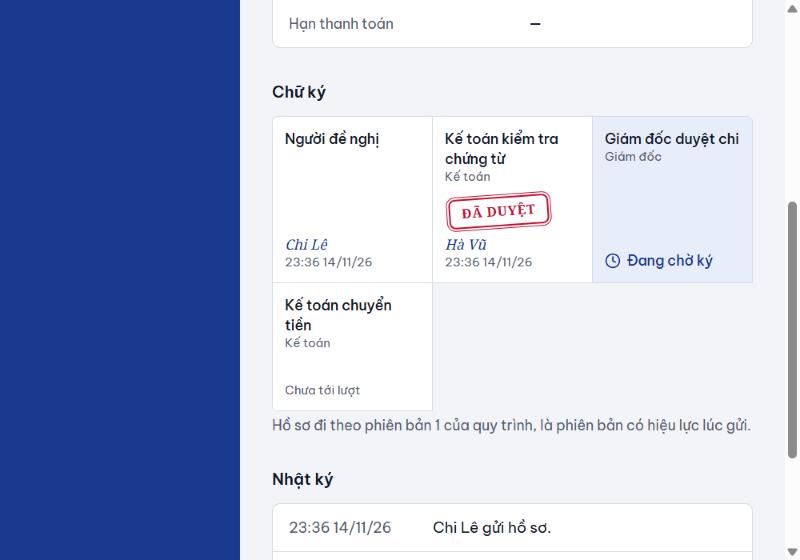 Hạn thanh toán –
Chữ ký
Người đề nghị
Chi Lê
23:36 14/11/26
Kế toán kiểm tra
chứng từ
Kế toán
ĐÃ DUYỆT
Hà Vũ
23:36 14/11/26
Giám đốc duyệt chi
Giám đốc
Đang chờ ký
Kế toán chuyển
tiền
Kế toán
Chưa tới lượt
Hồ sơ đi theo phiên bản 1 của quy trình, là phiên bản có hiệu lực lúc gửi.
Nhật ký
23:36 14/11/26 Chi Lê gửi hồ sơ.